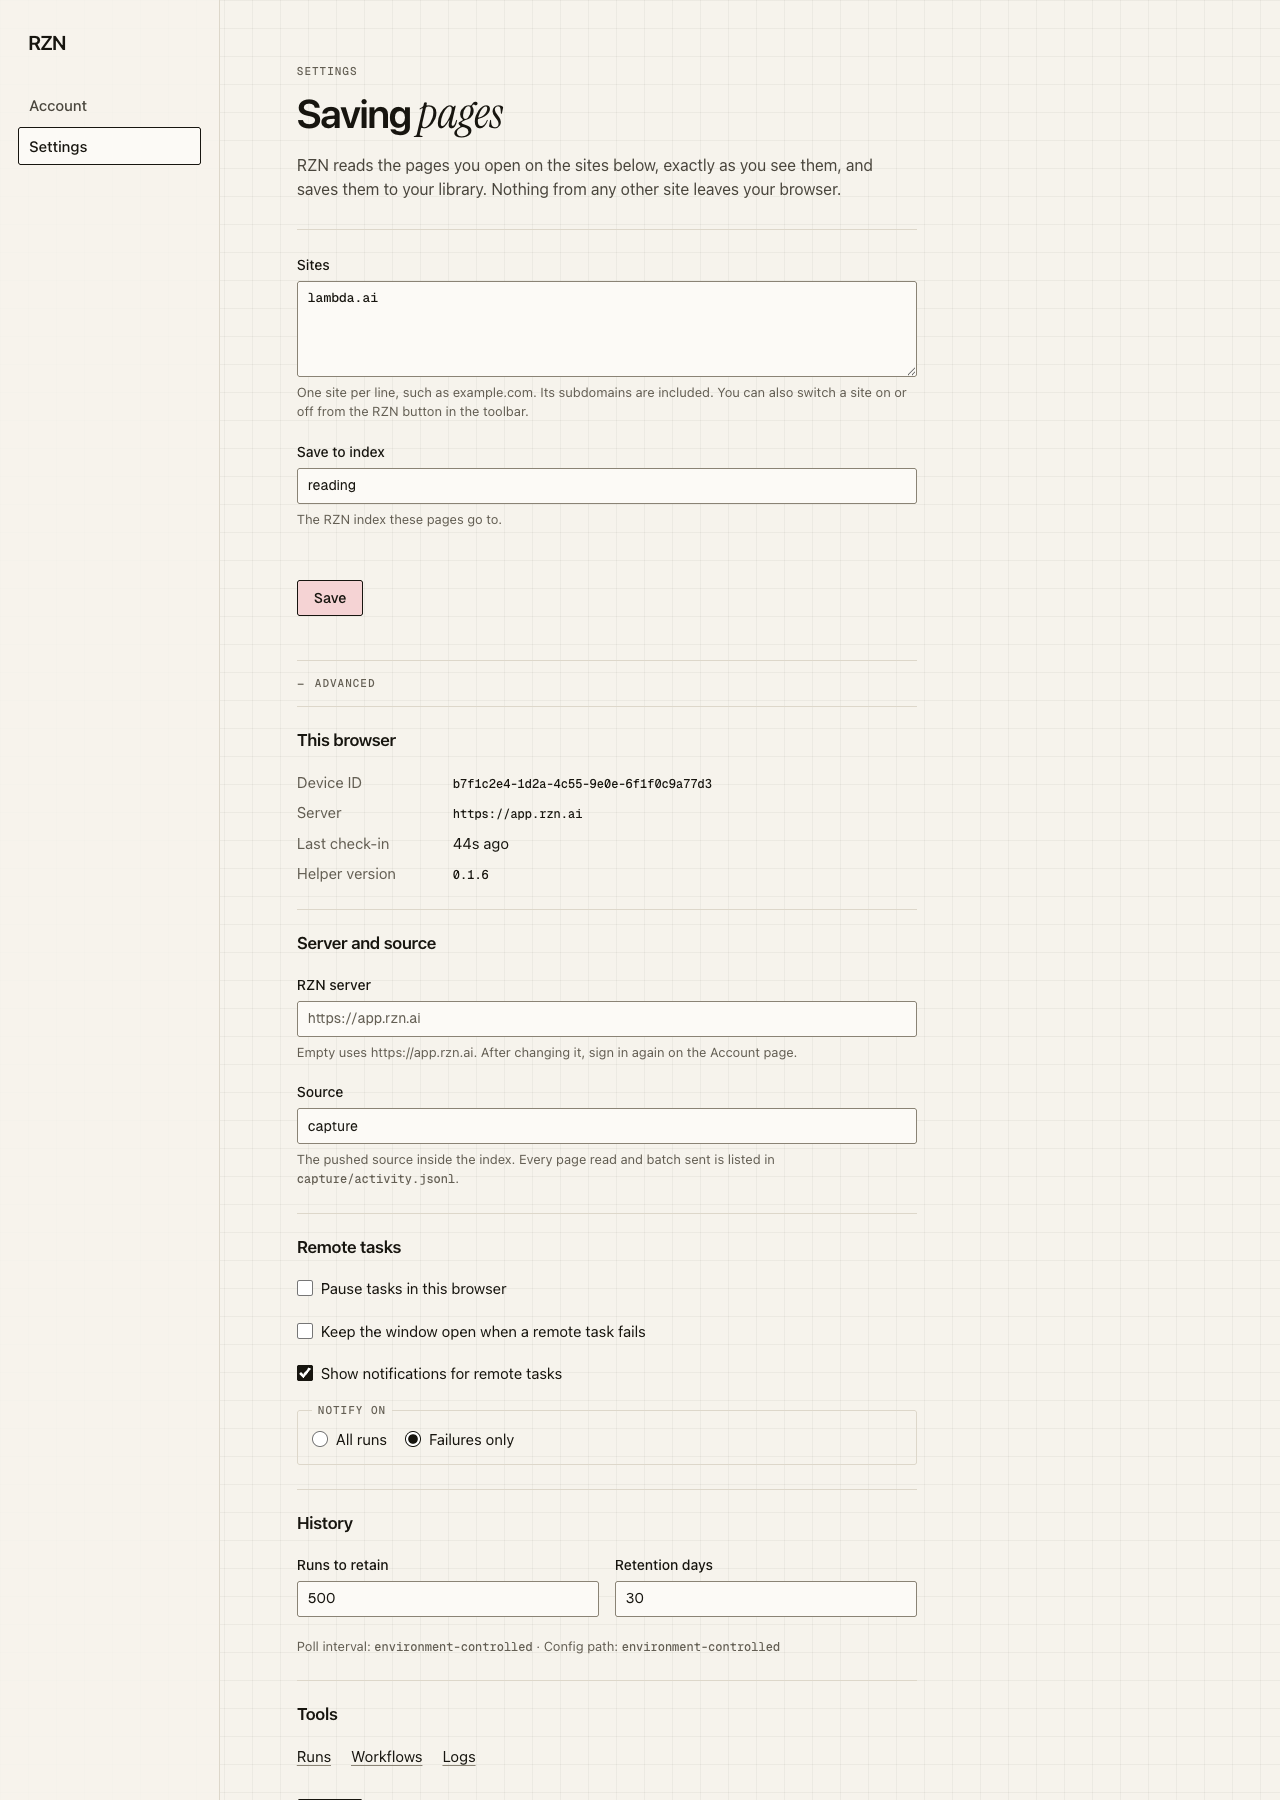 RZN
Account
Settings
SETTINGS
Saving pages
RZN reads the pages you open on the sites below, exactly as you see them, and
saves them to your library. Nothing from any other site leaves your browser.
Sites
lambda.ai
One site per line, such as example.com. Its subdomains are included. You can also switch a site on or
off from the RZN button in the toolbar.
Save to index
reading
The RZN index these pages go to.
Save
– ADVANCED
This browser
Device ID b7f1c2e4-1d2a-4c55-9e0e-6f1f0c9a77d3
Server https://app.rzn.ai
Last check-in 44s ago
Helper version 0.1.6
Server and source
RZN server
https://app.rzn.ai
Empty uses https://app.rzn.ai. After changing it, sign in again on the Account page.
Source
capture
The pushed source inside the index. Every page read and batch sent is listed in
capture/activity.jsonl.
Remote tasks
Pause tasks in this browser
Keep the window open when a remote task fails
Show notifications for remote tasks
NOTIFY ON
All runs Failures only
History
Runs to retain Retention days
500 30
Poll interval: environment-controlled · Config path: environment-controlled
Tools
Runs Workflows Logs